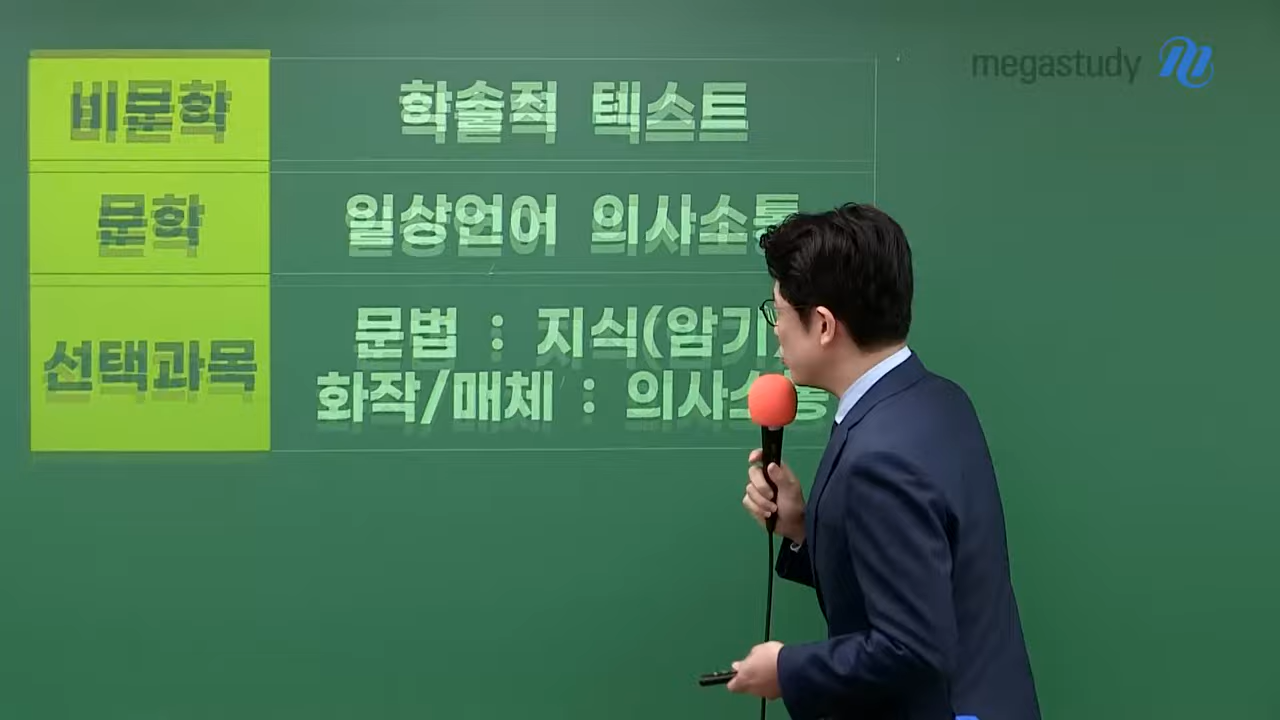 megastudy
비문학 학술적 텍스트
문학 일상언어 의사소통
선택과목
문법 : 지식(암기
화작/매체 : 의사소통